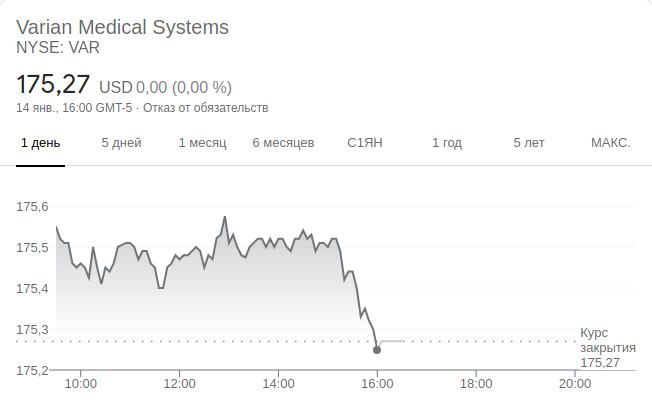 Varian Medical Systems
NYSE: VAR
175,27 USD 0,00 (0,00 %)
14 янв., 16:00 GMT-5 · Отказ от обязательств
1 день 5 дней 1 месяц 6 месяцев С1ЯН 1 год 5 лет МАКС.
175,6
175,5
175,4
175,3
175,2
Курс
закрытия
175,27
10:00 12:00 14:00 16:00 18:00 20:00